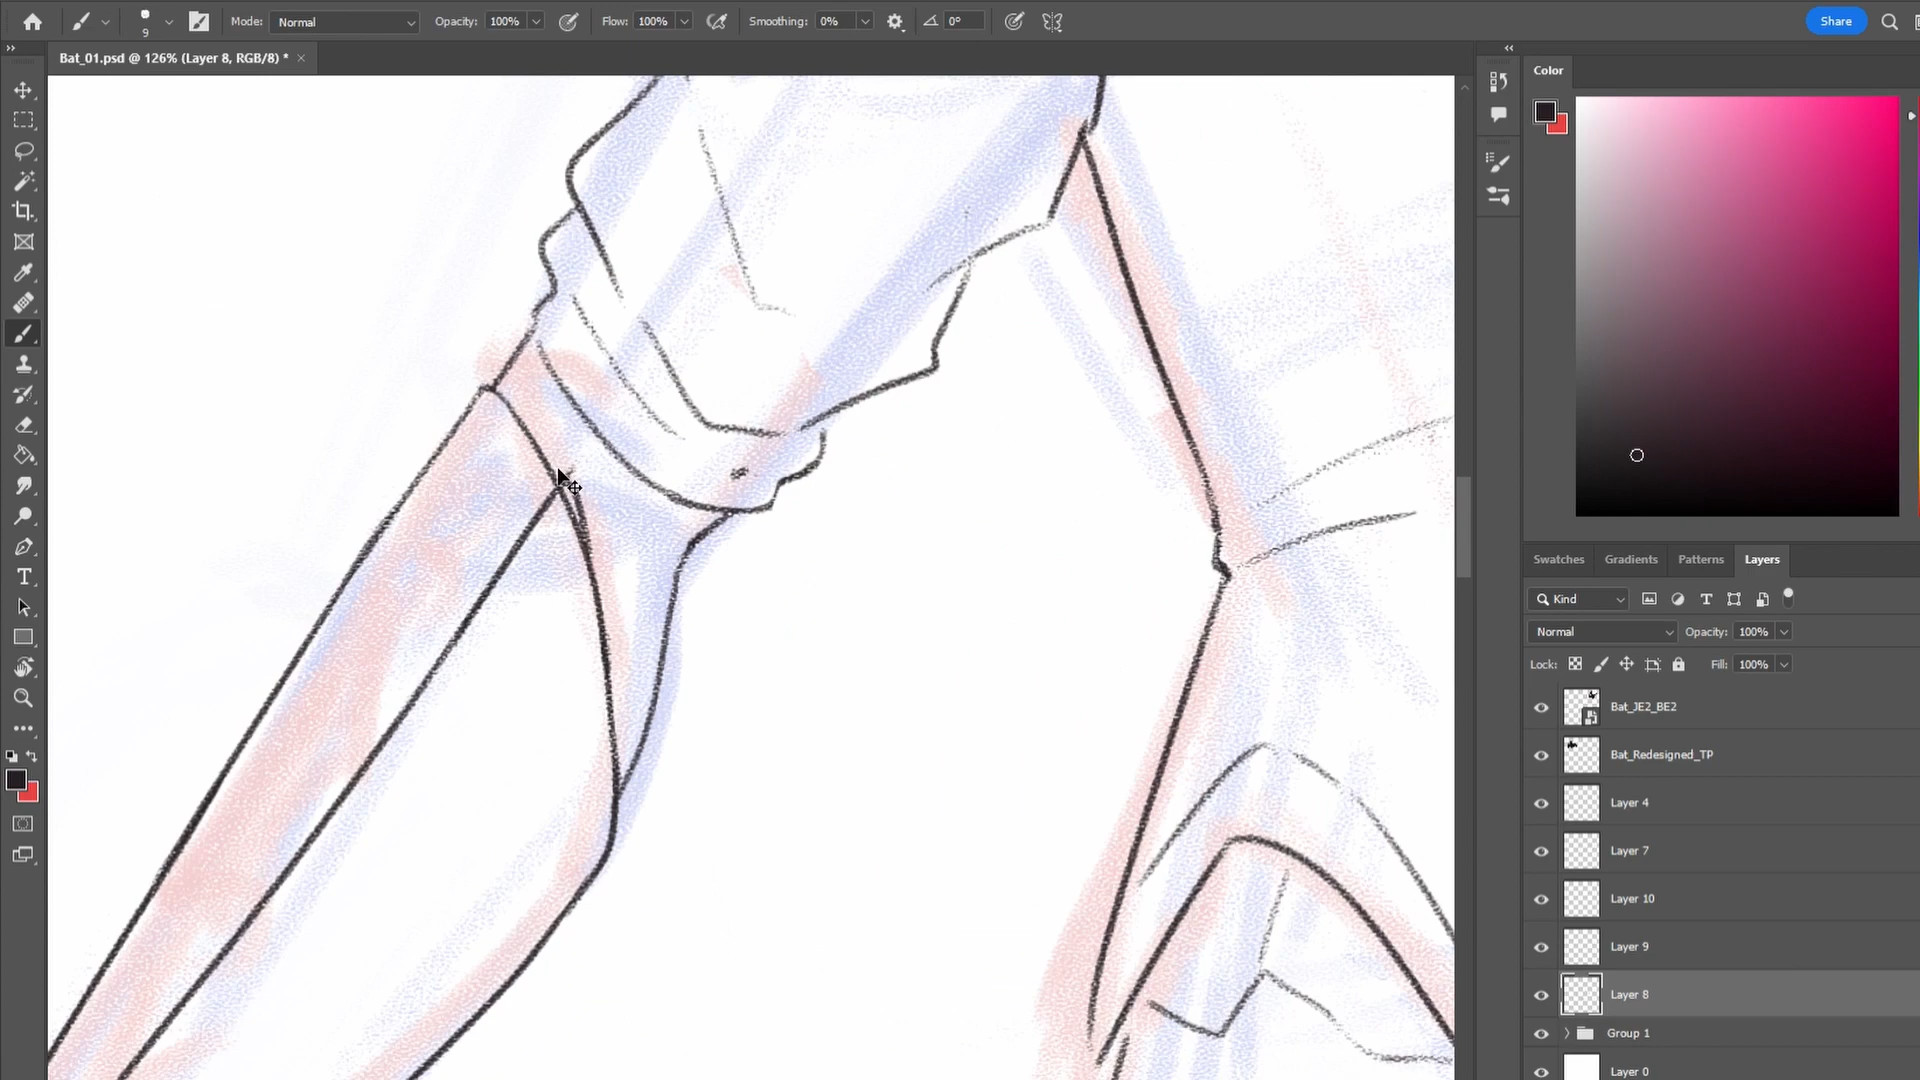 9
Mode: Normal
Opacity: 100%
Flow: 100%
Smoothing: 0%
0°
Share
Bat_01.psd @ 126% (Layer 8, RGB/8) *
Color
Swatches Gradients Patterns Layers
Kind
Normal
Opacity: 100%
Lock:
Fill: 100%
Bat_JE2_BE2
Bat_Redesigned_TP
Layer 4
Layer 7
Layer 10
Layer 9
Layer 8
Group 1
Layer 0